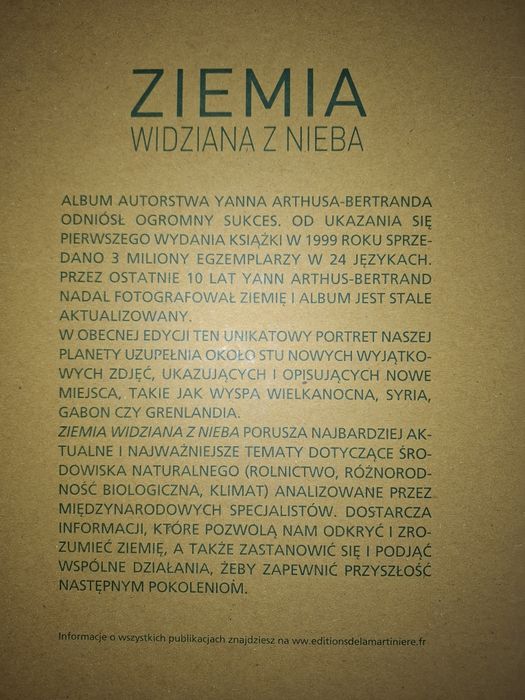 ZIEMIA
WIDZIANA Z NIEBA
ALBUM AUTORSTWA YANNA ARTHUSA-BERTRANDA
ODNIÓSŁ OGROMNY SUKCES. OD UKAZANIA SIĘ
PIERWSZEGO WYDANIA KSIĄŻKI W 1999 ROKU SPRZE-
DANO 3 MILIONY EGZEMPLARZY W 24 JĘZYKACH.
PRZEZ OSTATNIE 10 LAT YANN ARTHUS-BERTRAND
NADAL FOTOGRAFOWAŁ ZIEMIĘ I ALBUM JEST STALE
AKTUALIZOWANY.
W OBECNEJ EDYCJI TEN UNIKATOWY PORTRET NASZEJ
PLANETY UZUPEŁNIA OKOŁO STU NOWYCH WYJĄTKO-
WYCH ZDJĘĆ, UKAZUJĄCYCH I OPISUJĄCYCH NOWE
MIEJSCA, TAKIE JAK WYSPA WIELKANOCNA, SYRIA,
GABON CZY GRENLANDIA.
ZIEMIA WIDZIANA Z NIEBA PORUSZA NAJBARDZIEJ AK-
TUALNE I NAJWAŻNIEJSZE TEMATY DOTYCZĄCE ŚRO-
DOWISKA NATURALNEGO (ROLNICTWO, RÓŻNOROD-
NOŚĆ BIOLOGICZNA, KLIMAT) ANALIZOWANE PRZEZ
MIĘDZYNARODOWYCH SPECJALISTÓW. DOSTARCZA
INFORMACJI, KTÓRE POZWOLĄ NAM ODKRYĆ I ZRO-
ZUMIEĆ ZIEMIĘ, A TAKŻE ZASTANOWIĆ SIĘ I PODJĄĆ
WSPÓLNE DZIAŁANIA, ŻEBY ZAPEWNIĆ PRZYSZŁOŚĆ
NASTĘPNYM POKOLENIOM.
Informacje o wszystkich publikacjach znajdziesz na ww.editionsdelamartiniere.fr